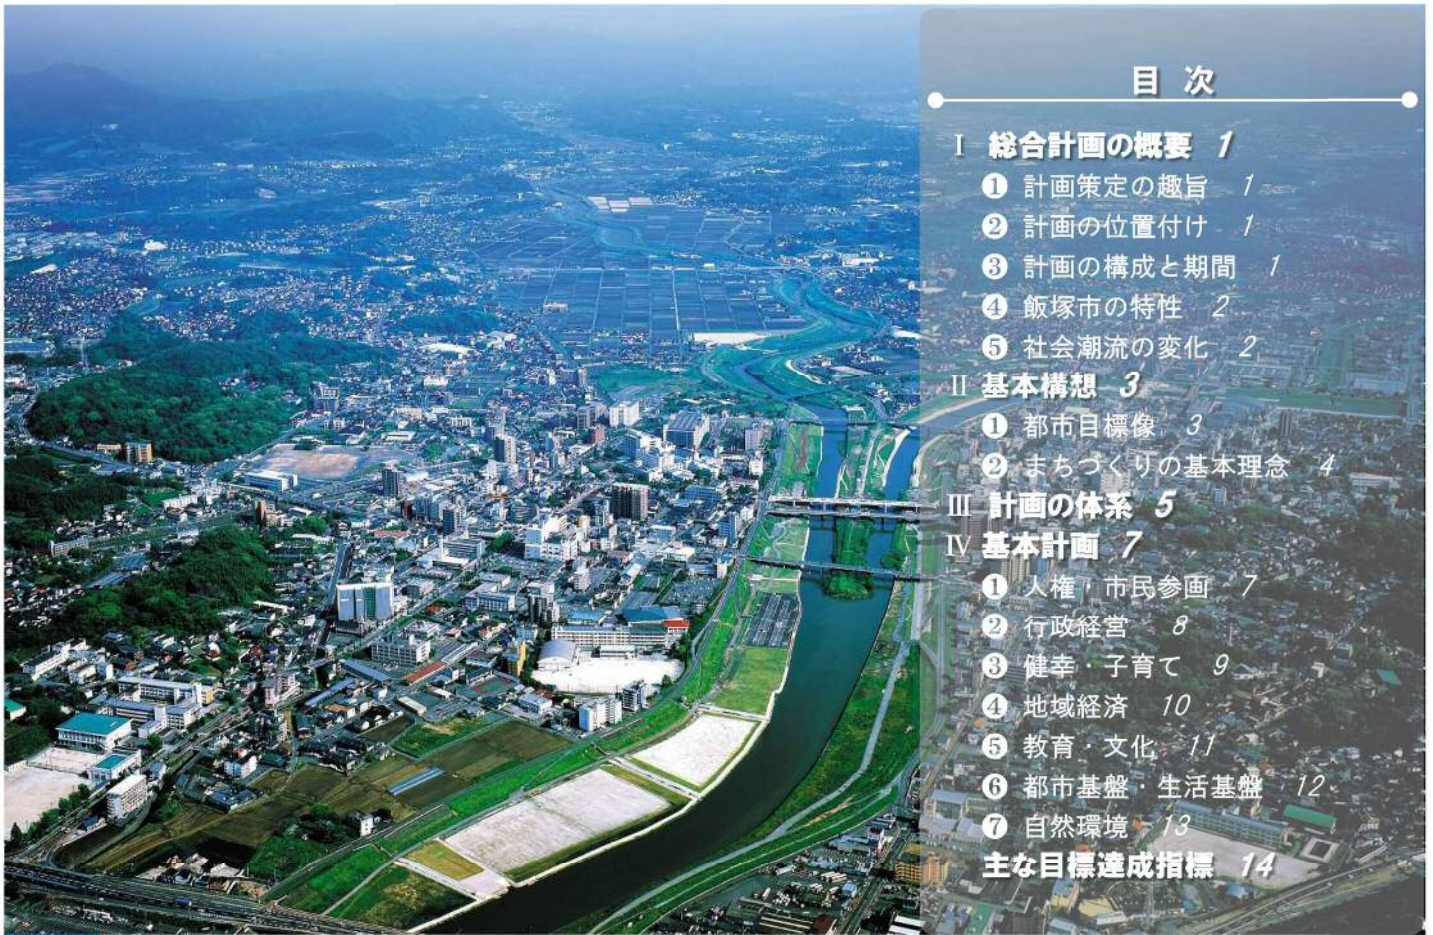 目 次
Ⅰ 総合計画の概要 1
❶ 計画策定の趣旨 1
❷ 計画の位置付け 1
❸ 計画の構成と期間 1
❹ 飯塚市の特性 2
❺ 社会潮流の変化 2
Ⅱ 基本構想 3
❶ 都市目標像 3
❷ まちづくりの基本理念 4
Ⅲ 計画の体系 5
Ⅳ 基本計画 7
❶ 人権・市民参画 7
❷ 行政経営 8
❸ 健幸・子育て 9
❹ 地域経済 10
❺ 教育・文化 11
❻ 都市基盤・生活基盤 12
❼ 自然環境 13
主な目標達成指標 14